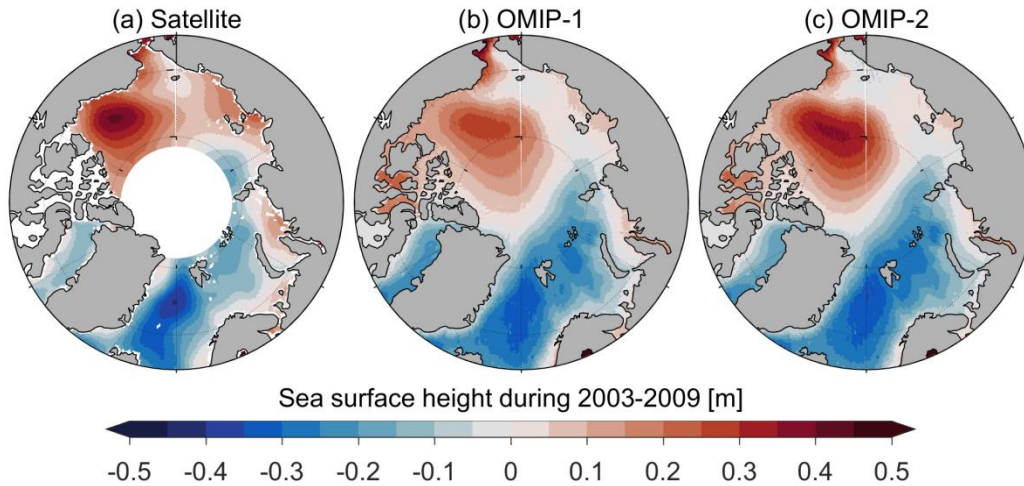 (a) Satellite (b) OMIP-1 (c) OMIP-2
Sea surface height during 2003-2009 [m]
-0.5 -0.4 -0.3 -0.2 -0.1 0 0.1 0.2 0.3 0.4 0.5